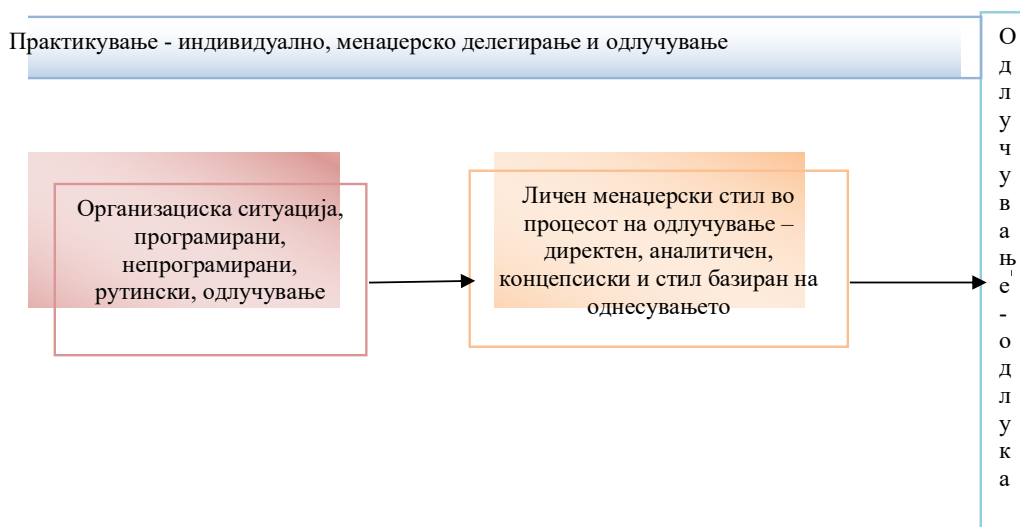 Практикување - индивидуално, менаџерско делегирање и одлучување
Организациска ситуација,
програмирани,
непрограмирани,
рутински, одлучување
Личен менаџерски стил во
процесот на одлучување –
директен, аналитичен,
концепсиски и стил базиран на
однесувањето
О
д
л
у
ч
у
в
а
њ
е
-
о
д
л
у
к
а